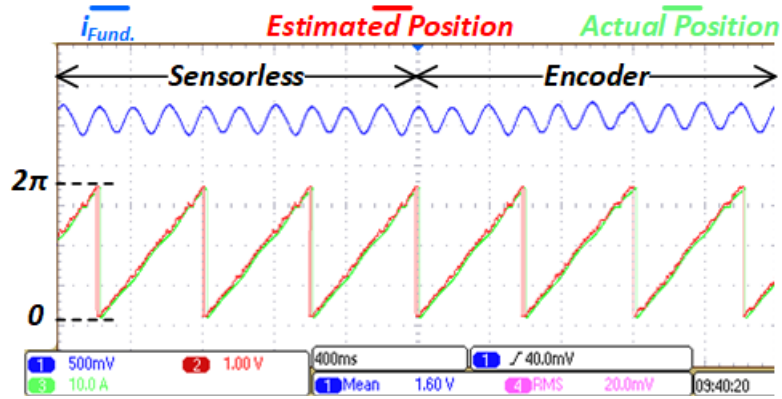 iFund. Estimated Position Actual Position
Sensorless Encoder
2π
0
1 500mV 2 1.00 V 400ms 1 40.0mV
3 10.0 A 1 Mean 1.60 V 4 RMS 20.0mV 09:40:20